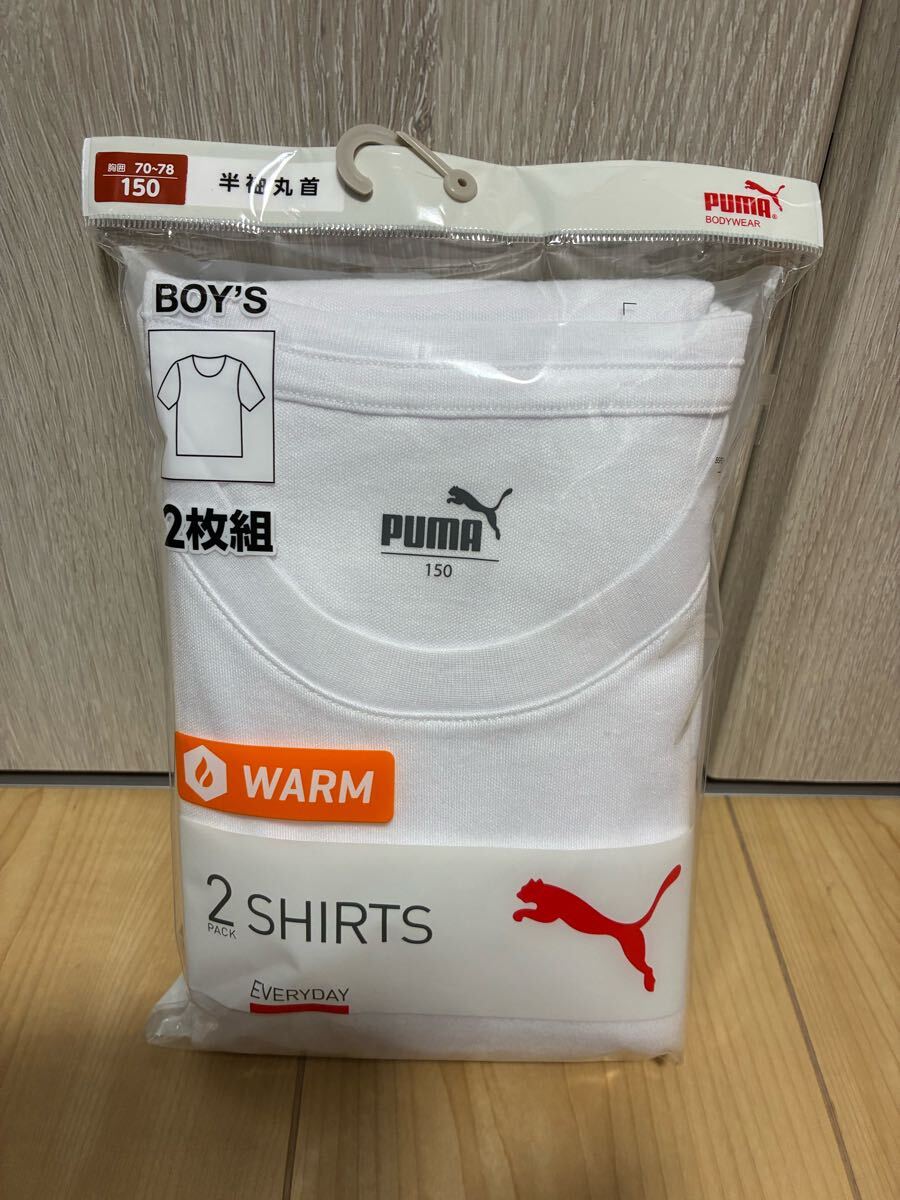 胸囲 70~78
150
半袖丸首
PUMA®
BODYWEAR
BOY'S
2枚組
PUMA
150
WARM
2 SHIRTS
PACK
EVERYDAY